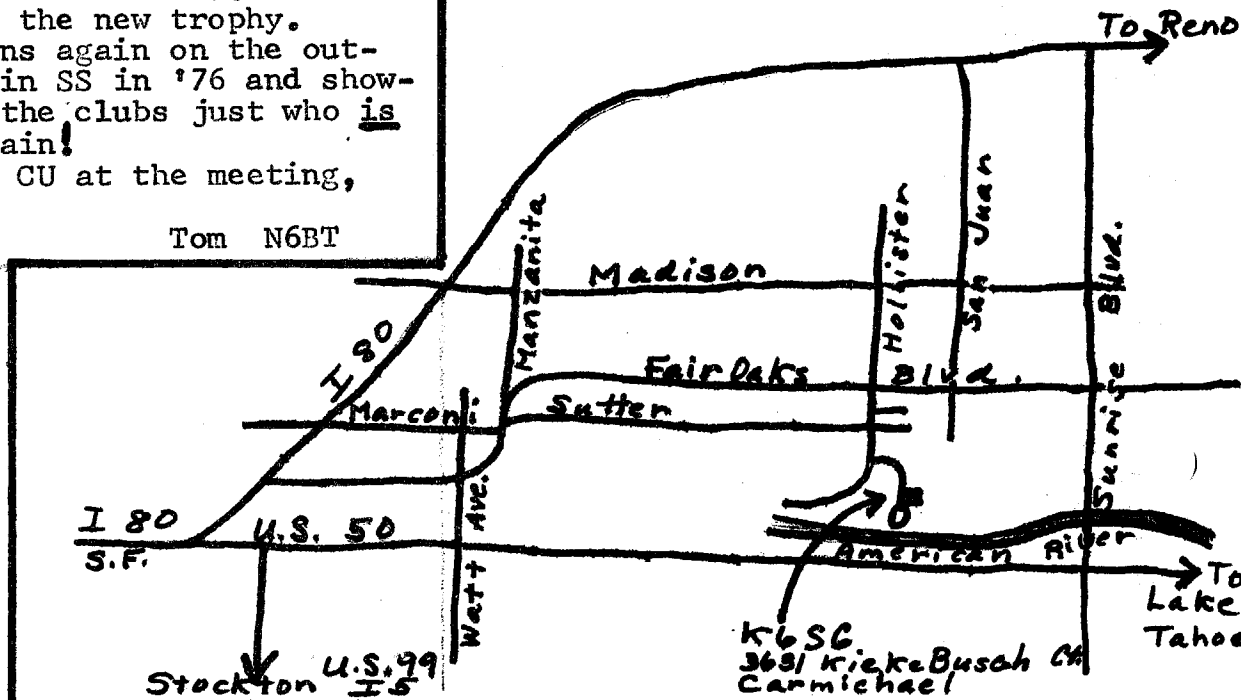 the new trophy.
ns again on the out-
in SS in '76 and show-
the clubs just who is
ain!
CU at the meeting,
Tom N6BT
To Reno
Manzanita
Madison
Hollister
San Juan
Sunrise Blvd.
I 80
Fair Oaks Blvd.
Marconi
Sutter
Watt Ave.
I 80
S.F.
U.S. 50
American River
To
Lake
Tahoe
Stockton
U.S. 99
I 5
K6SG
3631 KiekeBusch Ct
Carmichael